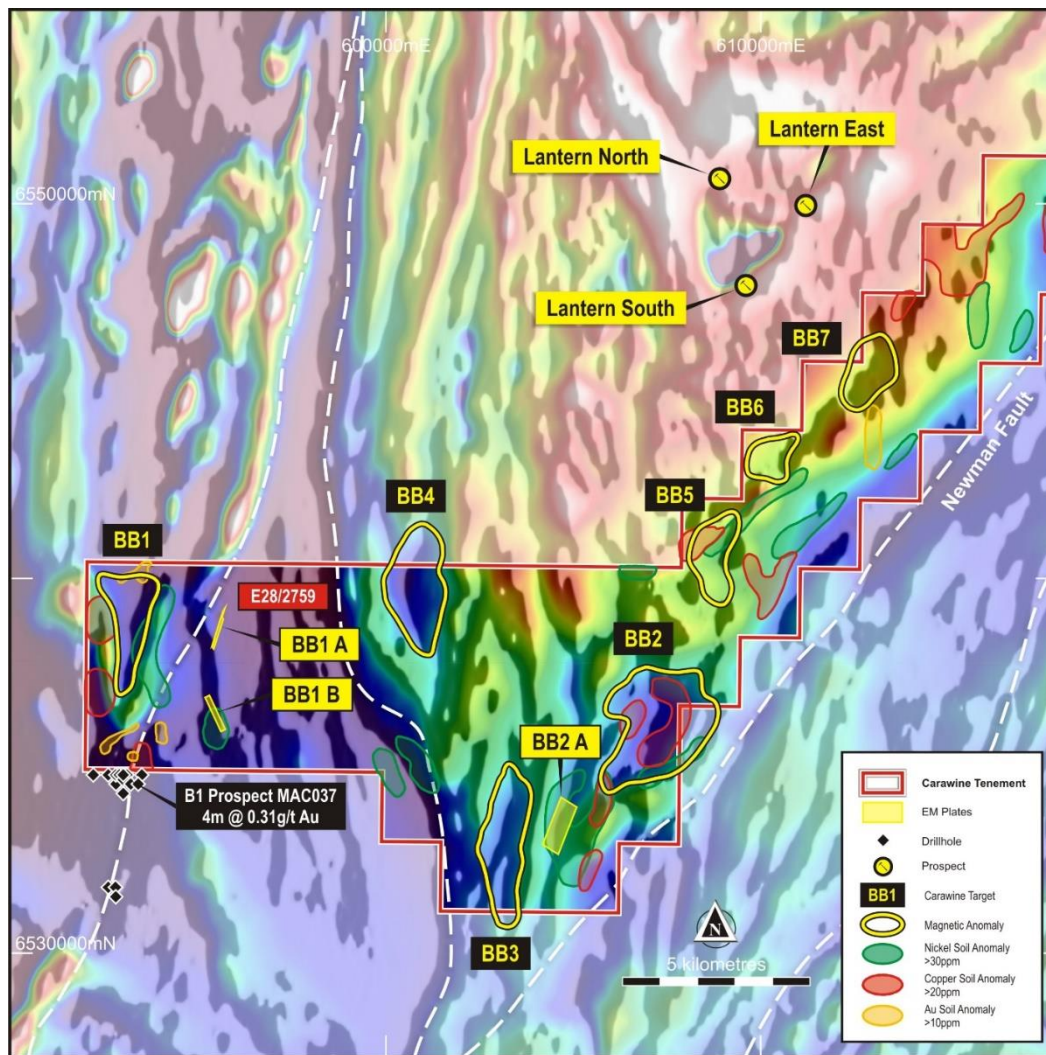 600000mE
610000mE
Lantern East
Lantern North
6550000mN
Lantern South
BB7
BB6
BB5
Newman Fault
BB4
BB1
E28/2759
BB1 A
BB2
BB1 B
BB2 A
B1 Prospect MAC037
4m @ 0.31g/t Au
BB3
6530000mN
N
5 kilometres
Carawine Tenement
EM Plates
Drillhole
Prospect
BB1
Carawine Target
Magnetic Anomaly
Nickel Soil Anomaly
>30ppm
Copper Soil Anomaly
>20ppm
Au Soil Anomaly
>10ppm